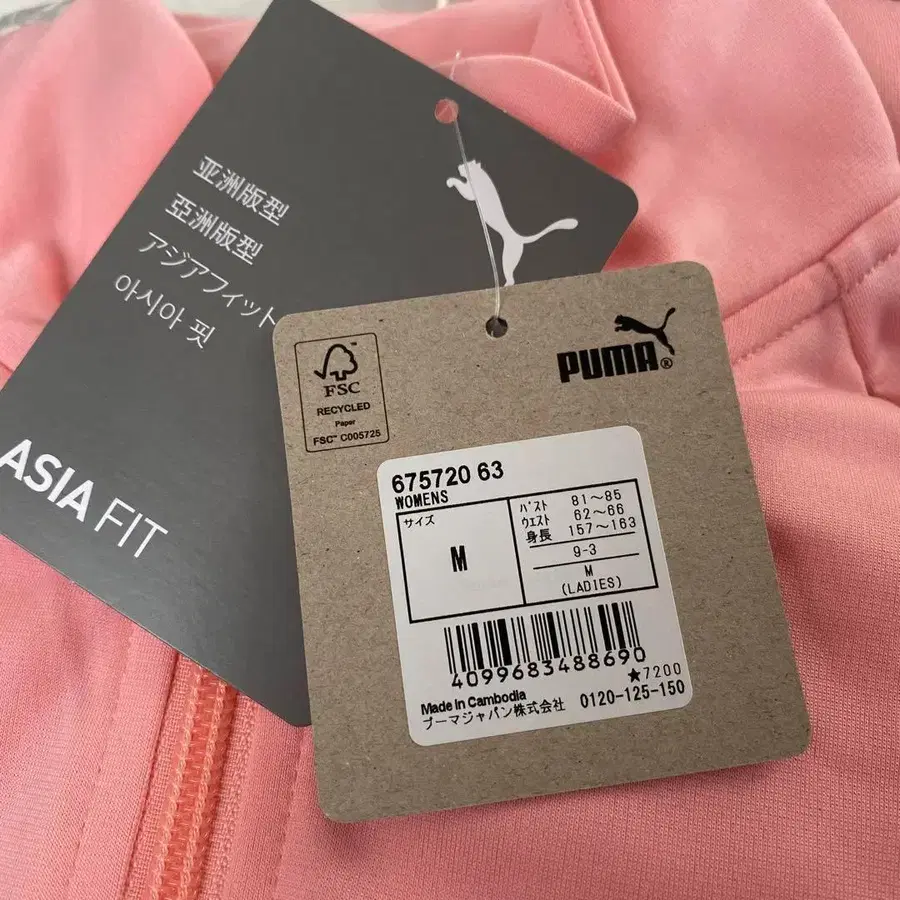 亚洲版型
亞洲版型
アジアフィット
아시아 핏
ASIA FIT
FSC™
RECYCLED
Paper
FSC™ C005725
PUMA®
675720 63
WOMENS
サイズ
M
バスト 81~85
ウエスト 62~66
身長 157~163
9-3
M
(LADIES)
4099683488690
★7200
Made in Cambodia
プーマジャパン株式会社 0120-125-150